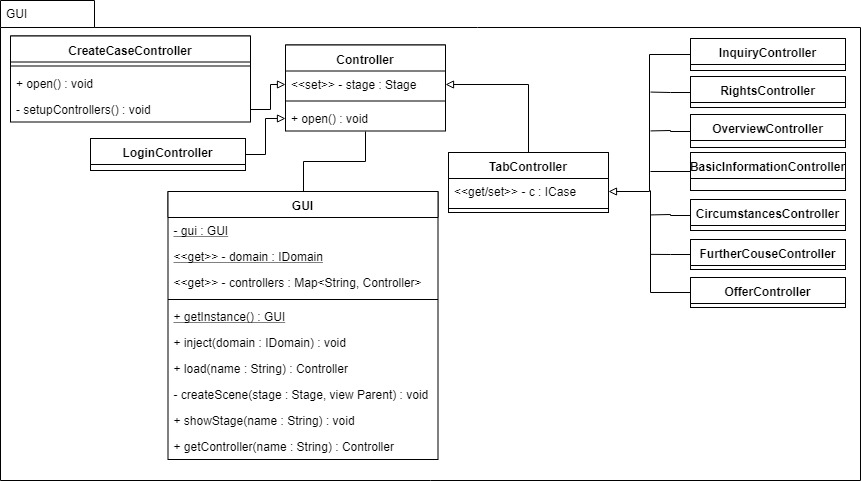 GUI
CreateCaseController
+ open() : void
- setupControllers() : void
Controller
<<set>> - stage : Stage
+ open() : void
LoginController
TabController
<<get/set>> - c : ICase
InquiryController
RightsController
OverviewController
BasicInformationController
CircumstancesController
FurtherCouseController
OfferController
GUI
- gui : GUI
<<get>> - domain : IDomain
<<get>> - controllers : Map<String, Controller>
+ getInstance() : GUI
+ inject(domain : IDomain) : void
+ load(name : String) : Controller
- createScene(stage : Stage, view Parent) : void
+ showStage(name : String) : void
+ getController(name : String) : Controller